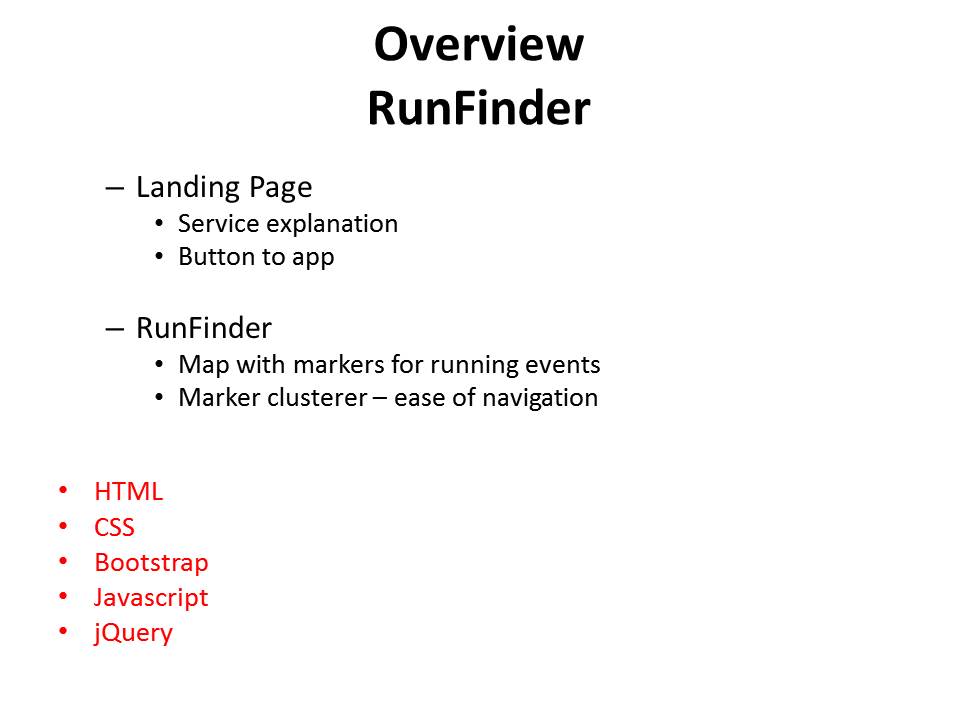 Overview
RunFinder
– Landing Page
• Service explanation
• Button to app
– RunFinder
• Map with markers for running events
• Marker clusterer – ease of navigation
• HTML
• CSS
• Bootstrap
• Javascript
• jQuery